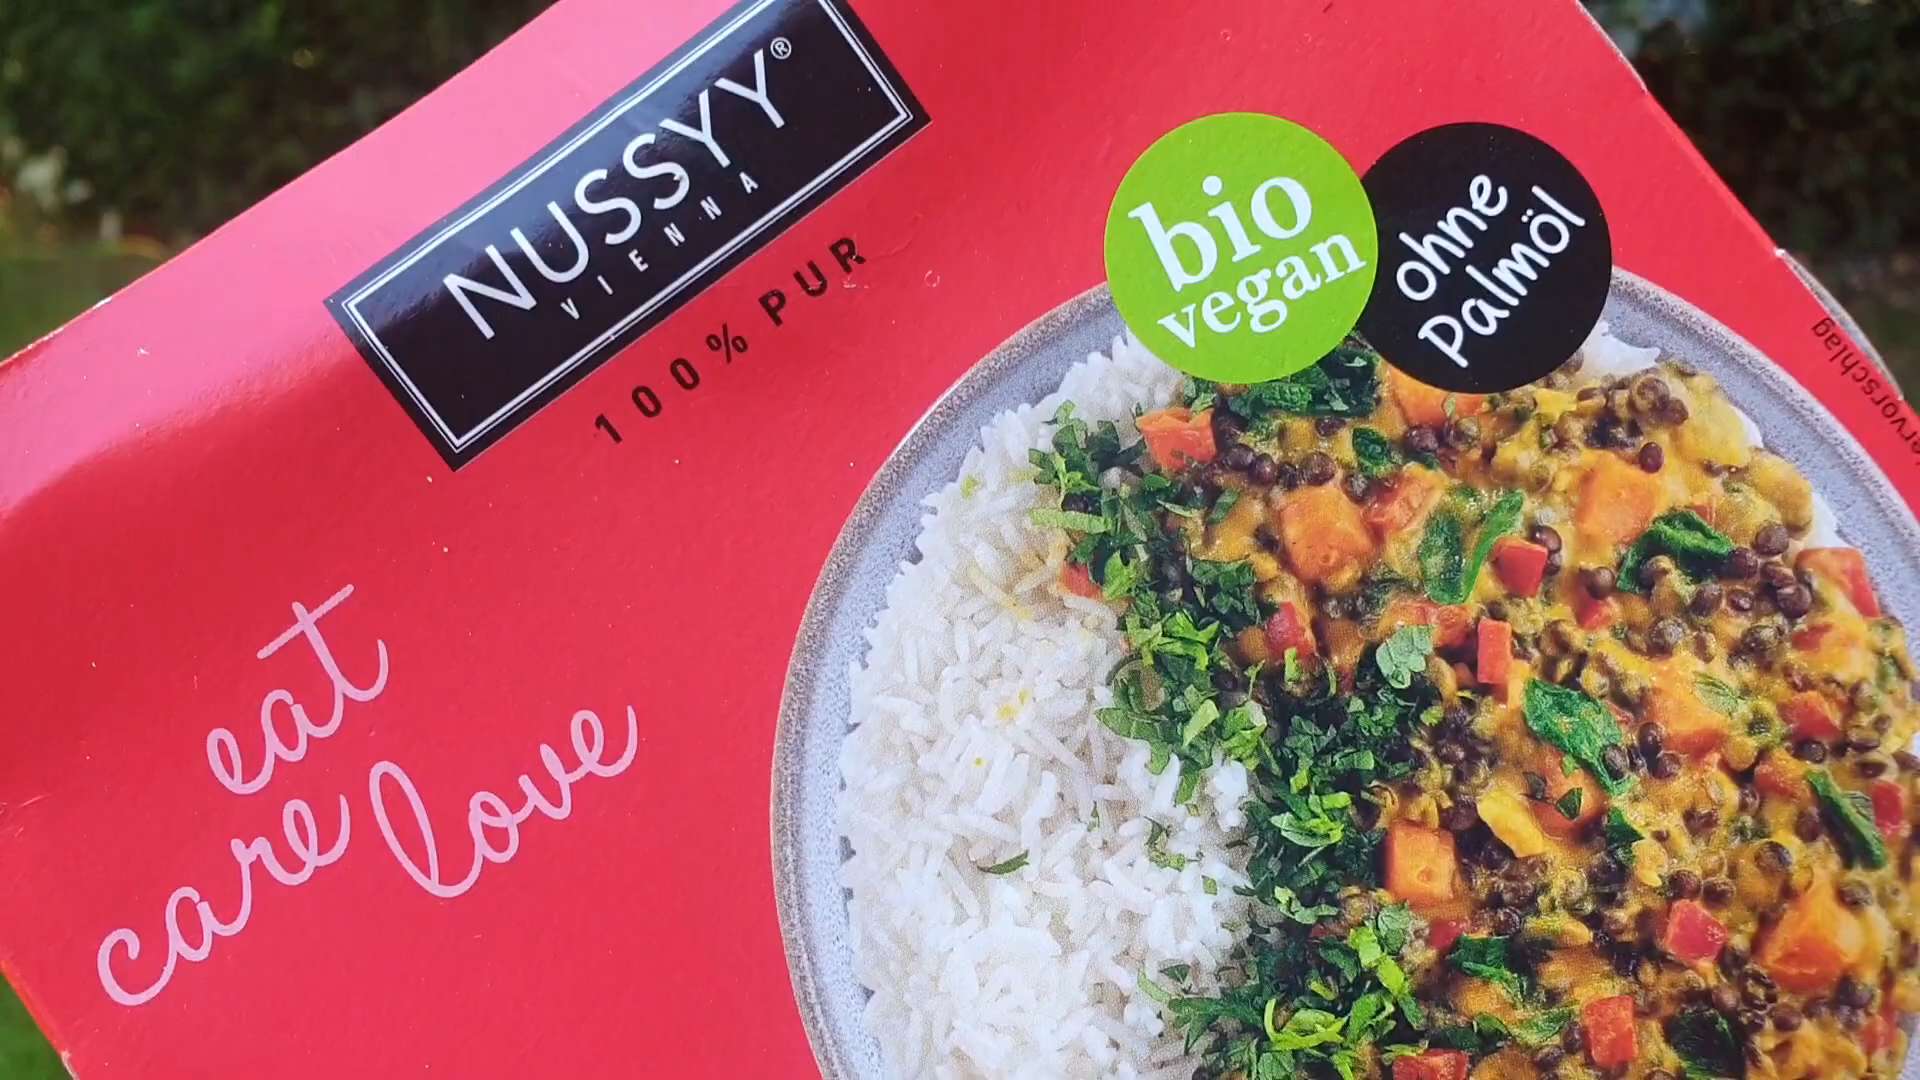 NUSSYY®
VIENNA
100% PUR
bio
vegan
ohne
Palmöl
eat
care love